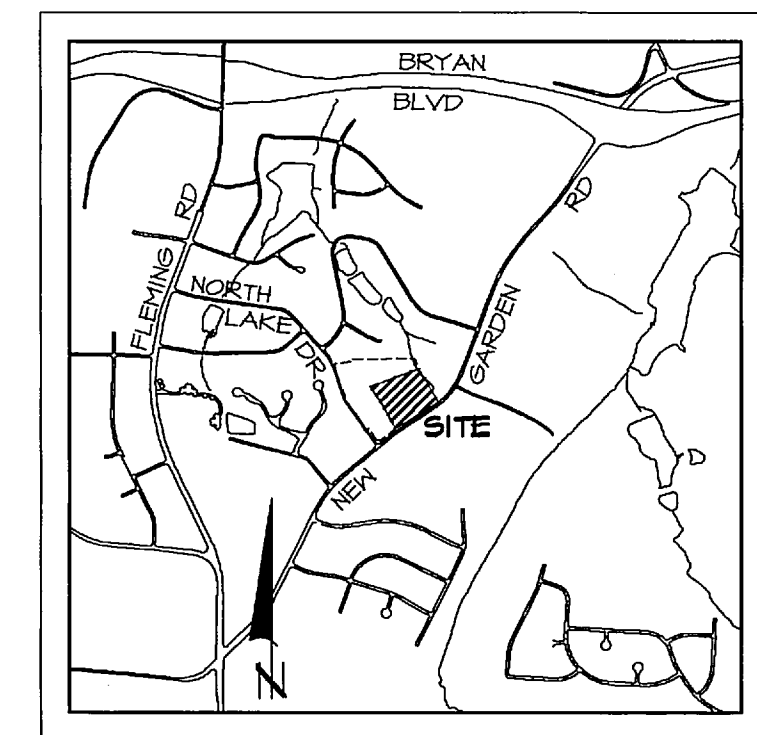 BRYAN
BLVD
FLEMING RD
NORTH
LAKE
DR
NEW
GARDEN
RD
SITE
N